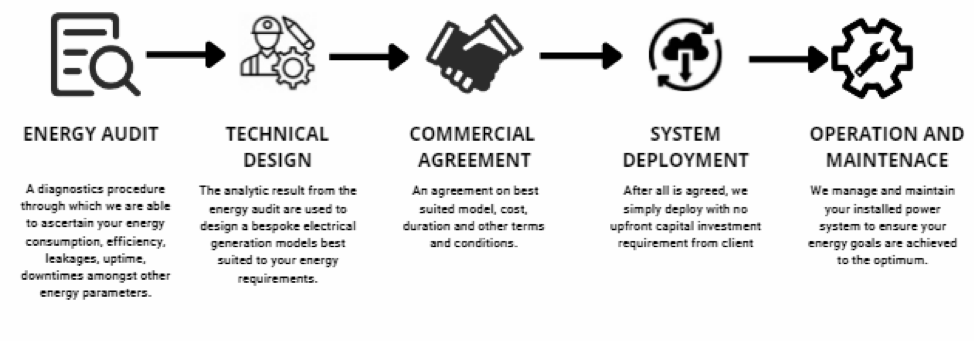 ENERGY AUDIT
A diagnostics procedure
through which we are able
to ascertain your energy
consumption, efficiency,
leakages, uptime,
downtimes amongst other
energy parameters.
TECHNICAL
DESIGN
The analytic result from the
energy audit are used to
design a bespoke electrical
generation models best
suited to your energy
requirements.
COMMERCIAL
AGREEMENT
An agreement on best
suited model, cost,
duration and other terms
and conditions.
SYSTEM
DEPLOYMENT
After all is agreed, we
simply deploy with no
upfront capital investment
requirement from client
OPERATION AND
MAINTENACE
We manage and maintain
your installed power
system to ensure your
energy goals are achieved
to the optimum.